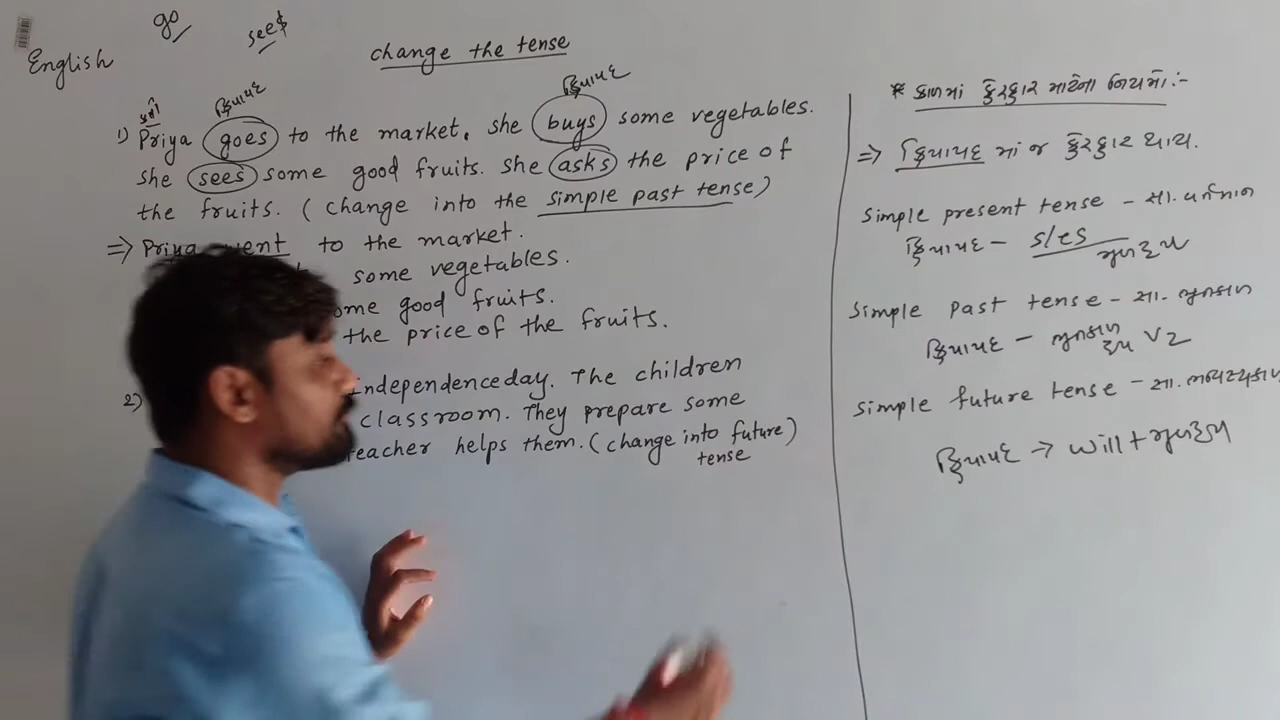 go
sees
English
change the tense
કર્તા
ક્રિયાપદ
ક્રિયાપદ
1) Priya goes to the market. she buys some vegetables.
she sees some good fruits. she asks the price of
the fruits. ( change into the simple past tense)
⇒ Priya went to the market.
some vegetables.
ome good fruits.
the price of the fruits.
2) independenceday. The children
classroom. They prepare some
teacher helps them. (change into future)
tense
* કાળમાં ફેરફાર માટેના નિયમો:-
⇒ ક્રિયાપદ માં જ ફેરફાર થાય.
simple present tense - સા. વર્તમાન
ક્રિયાપદ - s/es
મૂળરૂપ
simple past tense - સા. ભૂતકાળ
ક્રિયાપદ - ભૂતકાળ
રૂપ V2
simple future tense - સા. ભવિષ્યકાળ
ક્રિયાપદ → will + મૂળરૂપ